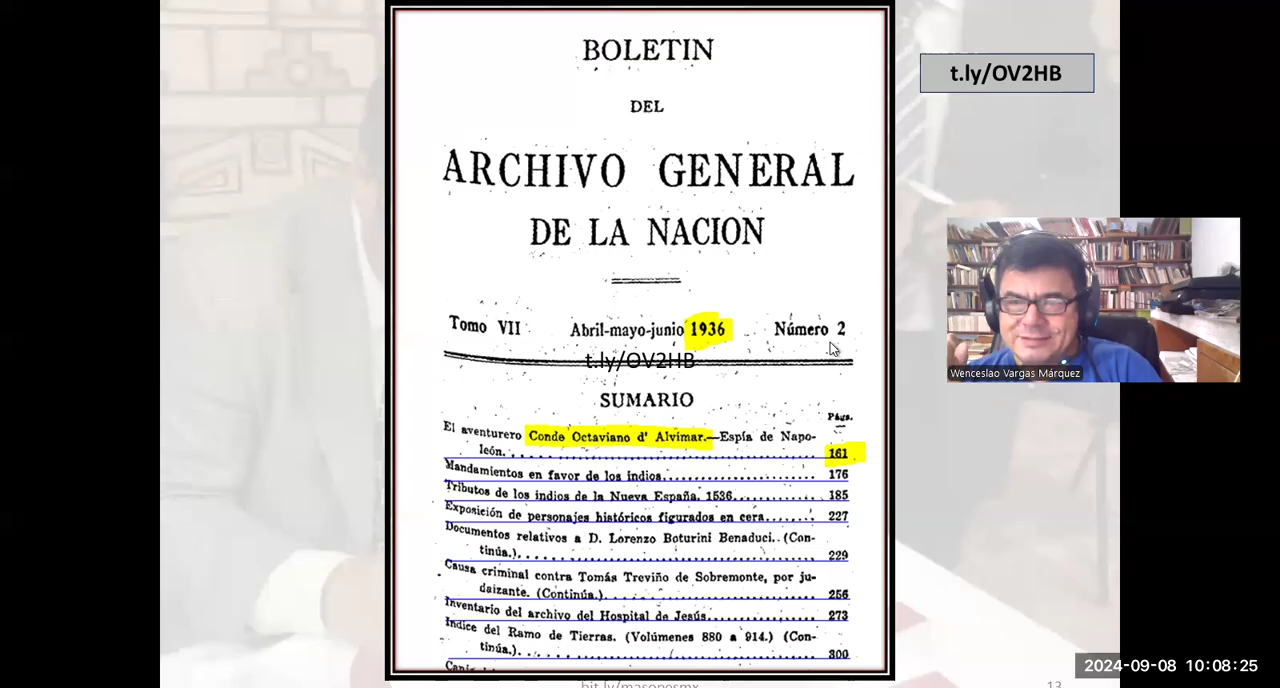 BOLETIN
DEL
ARCHIVO GENERAL
DE LA NACION
Tomo VII Abril-mayo-junio 1936 Número 2
t.ly/OV2HB
SUMARIO
Págs.
El aventurero Conde Octaviano d' Alvimar.—Espía de Napo-
león. 161
Mandamientos en favor de los indios 176
Tributos de los indios de la Nueva España. 1536 185
Exposición de personajes históricos figurados en cera 227
Documentos relativos a D. Lorenzo Boturini Benaduci. (Con-
tinúa.) 229
Causa criminal contra Tomás Treviño de Sobremonte, por ju-
daizante. (Continúa.) 256
Inventario del archivo del Hospital de Jesús 273
Indice del Ramo de Tierras. (Volúmenes 880 a 914.) (Con-
tinúa.) 300
t.ly/OV2HB
Wenceslao Vargas Márquez
bit.ly/masonesmx
13
2024-09-08 10:08:25